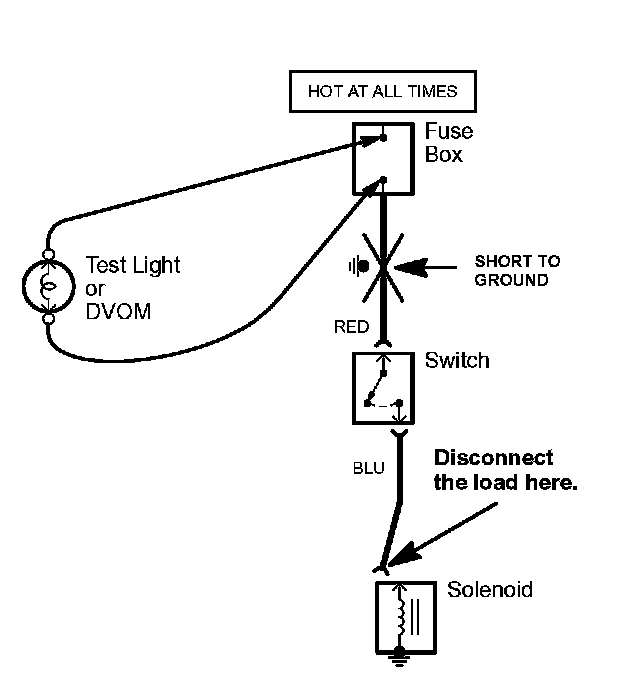 HOT AT ALL TIMES
Fuse
Box
Test Light
or
DVOM
SHORT TO
GROUND
RED
Switch
BLU
Disconnect
the load here.
Solenoid